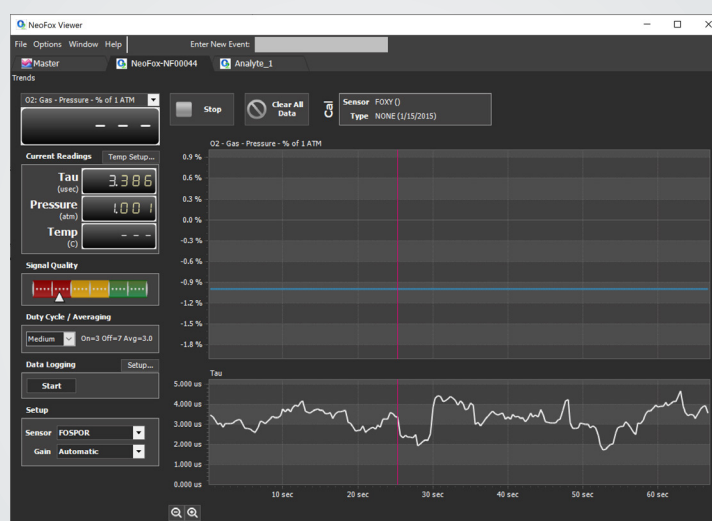 NeoFox Viewer
File Options Window Help
Enter New Event:
Master
NeoFox-NF00044
Analyte_1
Trends
O2: Gas - Pressure - % of 1 ATM
- - -
Stop
Clear All
Data
Cal
Sensor FOXY ()
Type NONE (1/15/2015)
Current Readings
Temp Setup...
Tau
(usec)
3.386
Pressure
(atm)
1.001
Temp
(C)
- - -
Signal Quality
Duty Cycle / Averaging
Medium
On=3 Off=7 Avg=3.0
Data Logging
Setup...
Start
Setup
Sensor FOSPOR
Gain Automatic
O2 - Gas - Pressure - % of 1 ATM
0.9 %
0.6 %
0.3 %
0.0 %
-0.3 %
-0.6 %
-0.9 %
-1.2 %
-1.5 %
-1.8 %
Tau
5.000 us
4.000 us
3.000 us
2.000 us
1.000 us
0.000 us
10 sec
20 sec
30 sec
40 sec
50 sec
60 sec